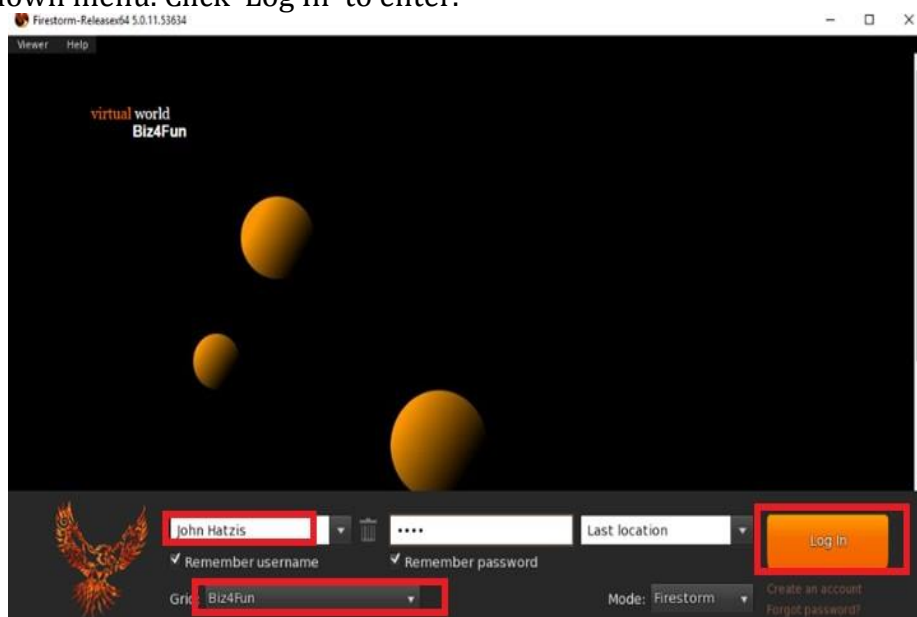 own menu. Click 'Log In' to enter.
Firestorm-Releasex64 5.0.11.53634
Viewer Help
virtual world
Biz4Fun
John Hatzis
•••• Last location Log In
Remember username Remember password
Grid: Biz4Fun Mode: Firestorm Create an account
Forgot password?